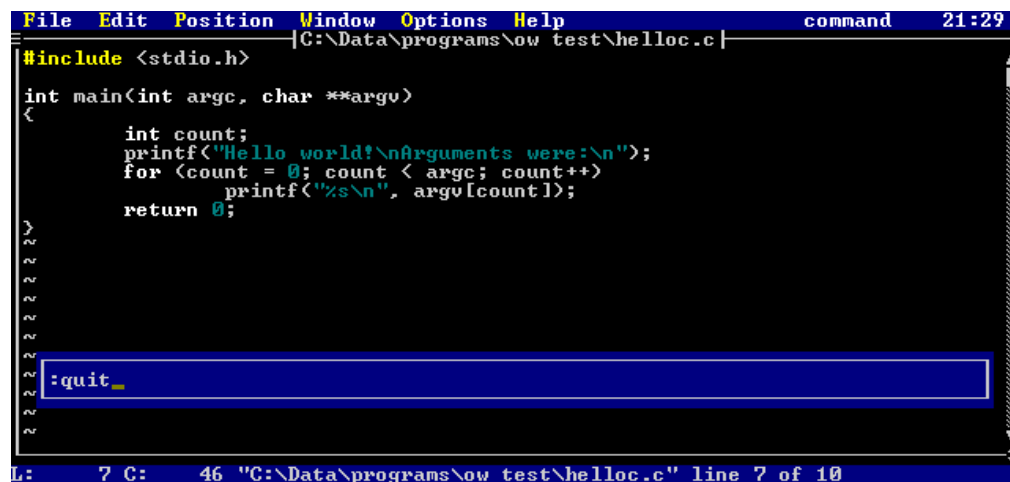 File Edit Position Window Options Help command 21:29
C:\Data\programs\ow test\helloc.c
#include <stdio.h>
int main(int argc, char **argv)
{
int count;
printf("Hello world!\nArguments were:\n");
for (count = 0; count < argc; count++)
printf("%s\n", argv[count]);
return 0;
}
~
~
~
~
~
~
~
~
~
~
~
:quit_
L: 7 C: 46 "C:\Data\programs\ow test\helloc.c" line 7 of 10